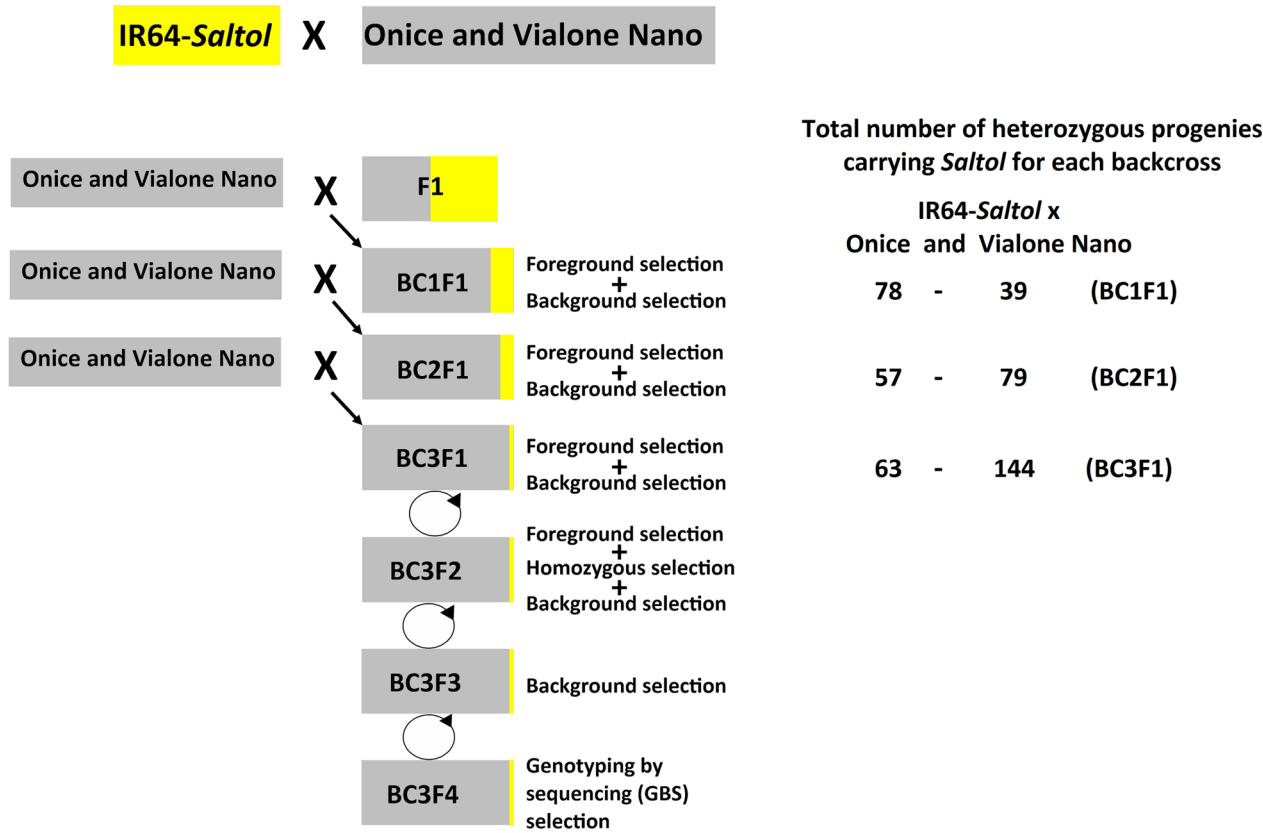 IR64-Saltol X Onice and Vialone Nano
Onice and Vialone Nano X F1
Onice and Vialone Nano X BC1F1
Foreground selection
+
Background selection
Onice and Vialone Nano X BC2F1
Foreground selection
+
Background selection
BC3F1
Foreground selection
+
Background selection
BC3F2
Foreground selection
+
Homozygous selection
+
Background selection
BC3F3
Background selection
BC3F4
Genotyping by
sequencing (GBS)
selection
Total number of heterozygous progenies
carrying Saltol for each backcross
IR64-Saltol x
Onice and Vialone Nano
78 - 39 (BC1F1)
57 - 79 (BC2F1)
63 - 144 (BC3F1)